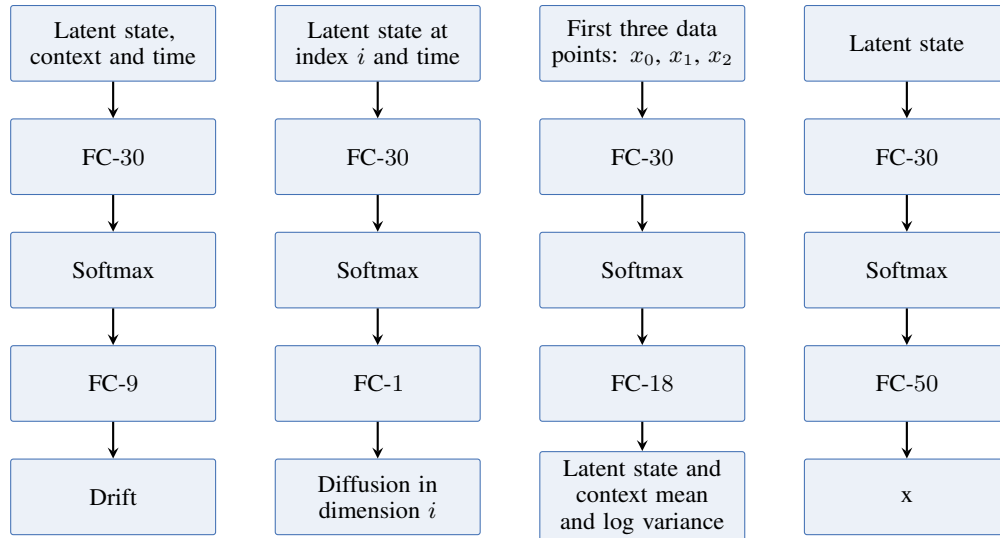 Latent state,
context and time
FC-30
Softmax
FC-9
Drift
Latent state at
index i and time
FC-30
Softmax
FC-1
Diffusion in
dimension i
First three data
points: x₀, x₁, x₂
FC-30
Softmax
FC-18
Latent state and
context mean
and log variance
Latent state
FC-30
Softmax
FC-50
x